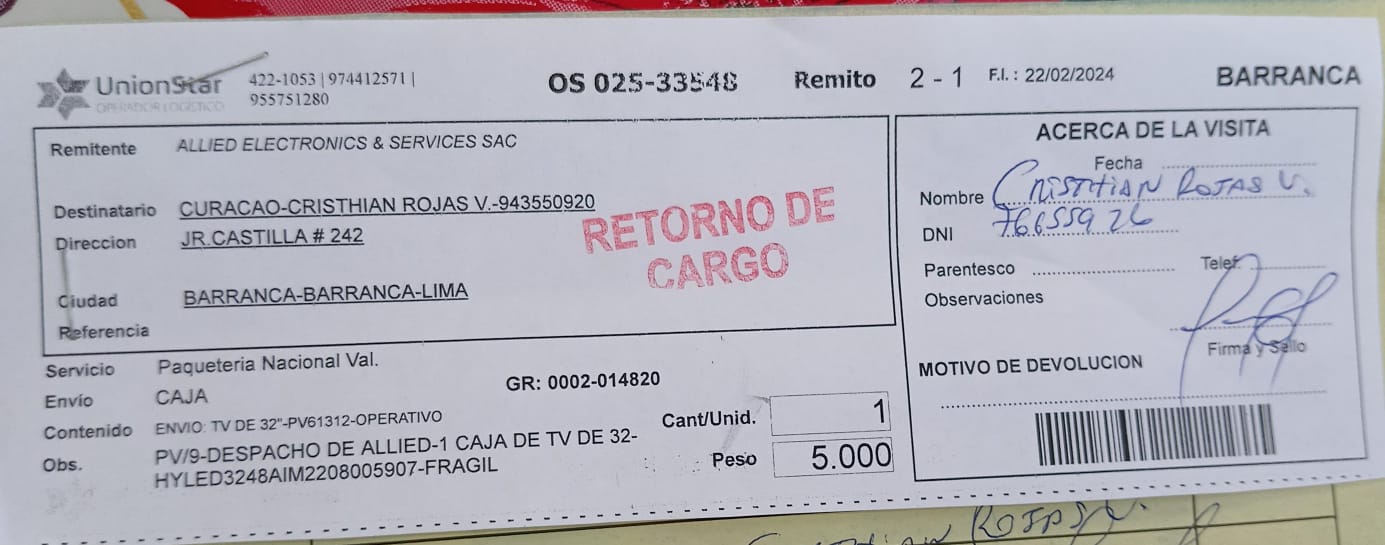 UnionStar
OPERADOR LOGISTICO
422-1053 | 974412571 |
955751280
OS 025-33548
Remito 2 - 1
F.I. : 22/02/2024
BARRANCA
Remitente ALLIED ELECTRONICS & SERVICES SAC
Destinatario CURACAO-CRISTHIAN ROJAS V.-943550920
Direccion JR.CASTILLA # 242
Ciudad BARRANCA-BARRANCA-LIMA
Referencia
RETORNO DE
CARGO
Servicio Paqueteria Nacional Val.
Envío CAJA
GR: 0002-014820
Contenido ENVIO: TV DE 32"-PV61312-OPERATIVO
Obs. PV/9-DESPACHO DE ALLIED-1 CAJA DE TV DE 32-
HYLED3248AIM2208005907-FRAGIL
Cant/Unid. 1
Peso 5.000
ACERCA DE LA VISITA
Fecha
Nombre CRISTHIAN ROJAS V.
DNI 76655926
Parentesco
Telef.
Observaciones
Firma y Sello
MOTIVO DE DEVOLUCION
ROJAS V.